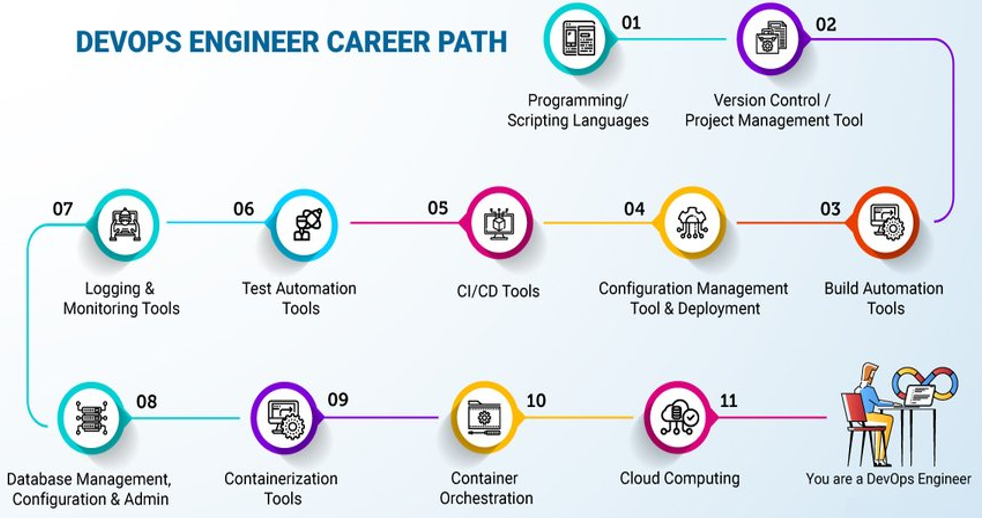 DEVOPS ENGINEER CAREER PATH
01
Programming/
Scripting Languages
02
Version Control /
Project Management Tool
03
Build Automation
Tools
04
Configuration Management
Tool & Deployment
05
CI/CD Tools
06
Test Automation
Tools
07
Logging &
Monitoring Tools
08
Database Management,
Configuration & Admin
09
Containerization
Tools
10
Container
Orchestration
11
Cloud Computing
You are a DevOps Engineer